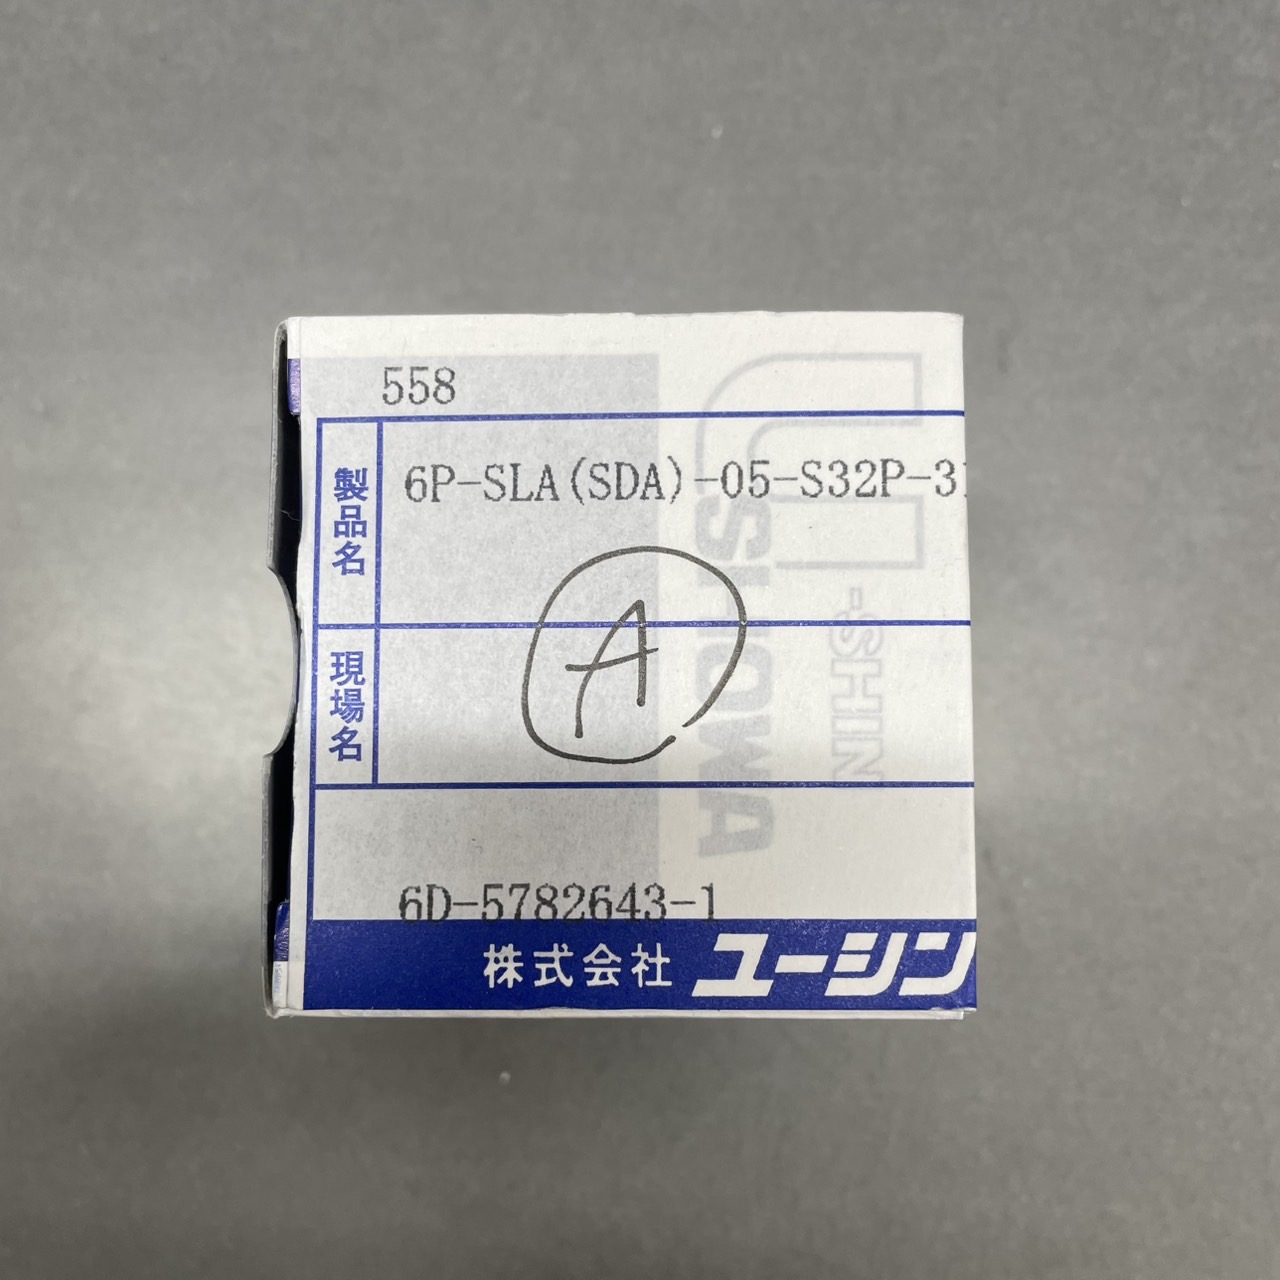 558
製品名
6P-SLA(SDA)-05-S32P-31
現場名
A
6D-5782643-1
株式会社 ユーシン
U-SHIN
SHOWA